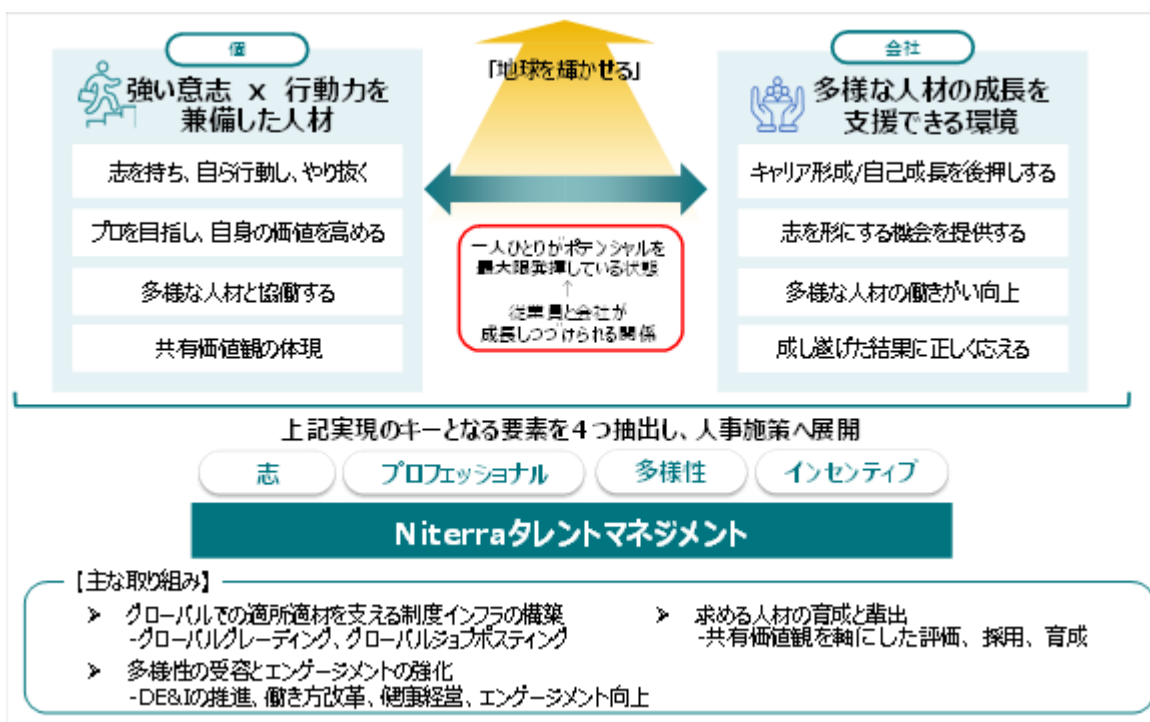 個
強い意志 x 行動力を
兼備した人材
志を持ち、自ら行動し、やり抜く
プロを目指し、自身の価値を高める
多様な人材と協働する
共有価値観の体現
「地球を輝かせる」
一人ひとりがポテンシャルを
最大限発揮している状態
↑
従業員と会社が
成長しつづけられる関係
会社
多様な人材の成長を
支援できる環境
キャリア形成/自己成長を後押しする
志を形にする機会を提供する
多様な人材の働きがい向上
成し遂げた結果に正しく応える
上記実現のキーとなる要素を4つ抽出し、人事施策へ展開
志 プロフェッショナル 多様性 インセンティブ
Niterraタレントマネジメント
【主な取り組み】
➤ グローバルでの適所適材を支える制度インフラの構築
-グローバルグレーディング、グローバルジョブポスティング
➤ 多様性の受容とエンゲージメントの強化
-DE&Iの推進、働き方改革、健康経営、エンゲージメント向上
➤ 求める人材の育成と輩出
-共有価値観を軸にした評価、採用、育成